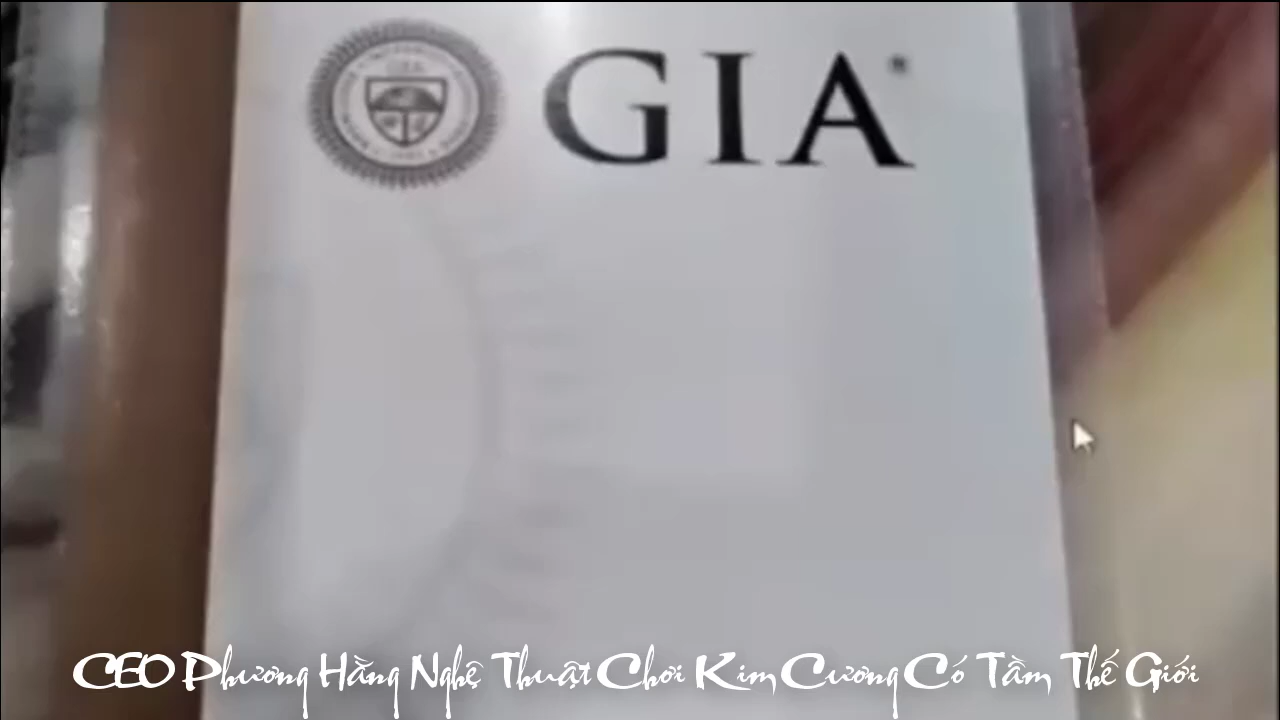 GIA®
CEO Phương Hằng Nghệ Thuật Chơi Kim Cương Có Tầm Thế Giới